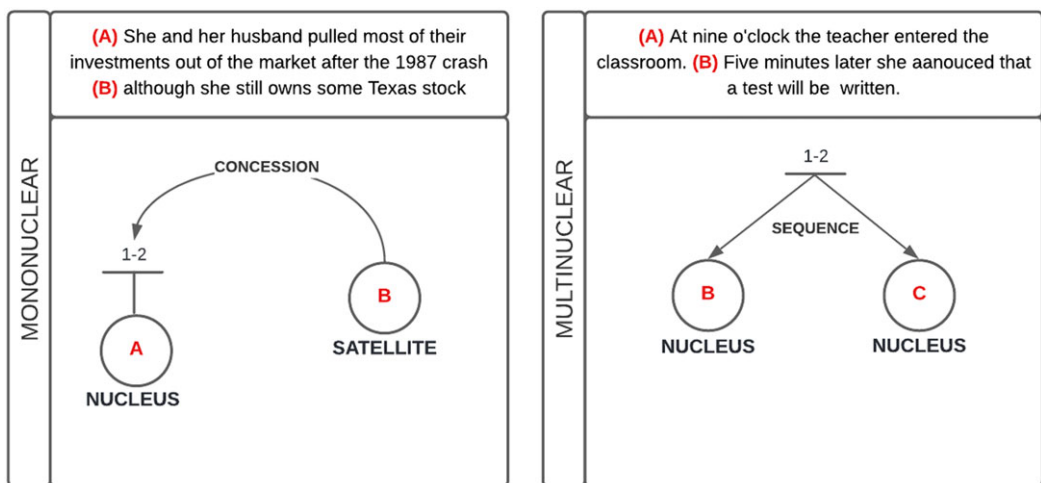 MONONUCLEAR
(A) She and her husband pulled most of their
investments out of the market after the 1987 crash
(B) although she still owns some Texas stock
CONCESSION
1-2
A
NUCLEUS
B
SATELLITE
MULTINUCLEAR
(A) At nine o'clock the teacher entered the
classroom. (B) Five minutes later she aanouced that
a test will be written.
1-2
SEQUENCE
B
NUCLEUS
C
NUCLEUS